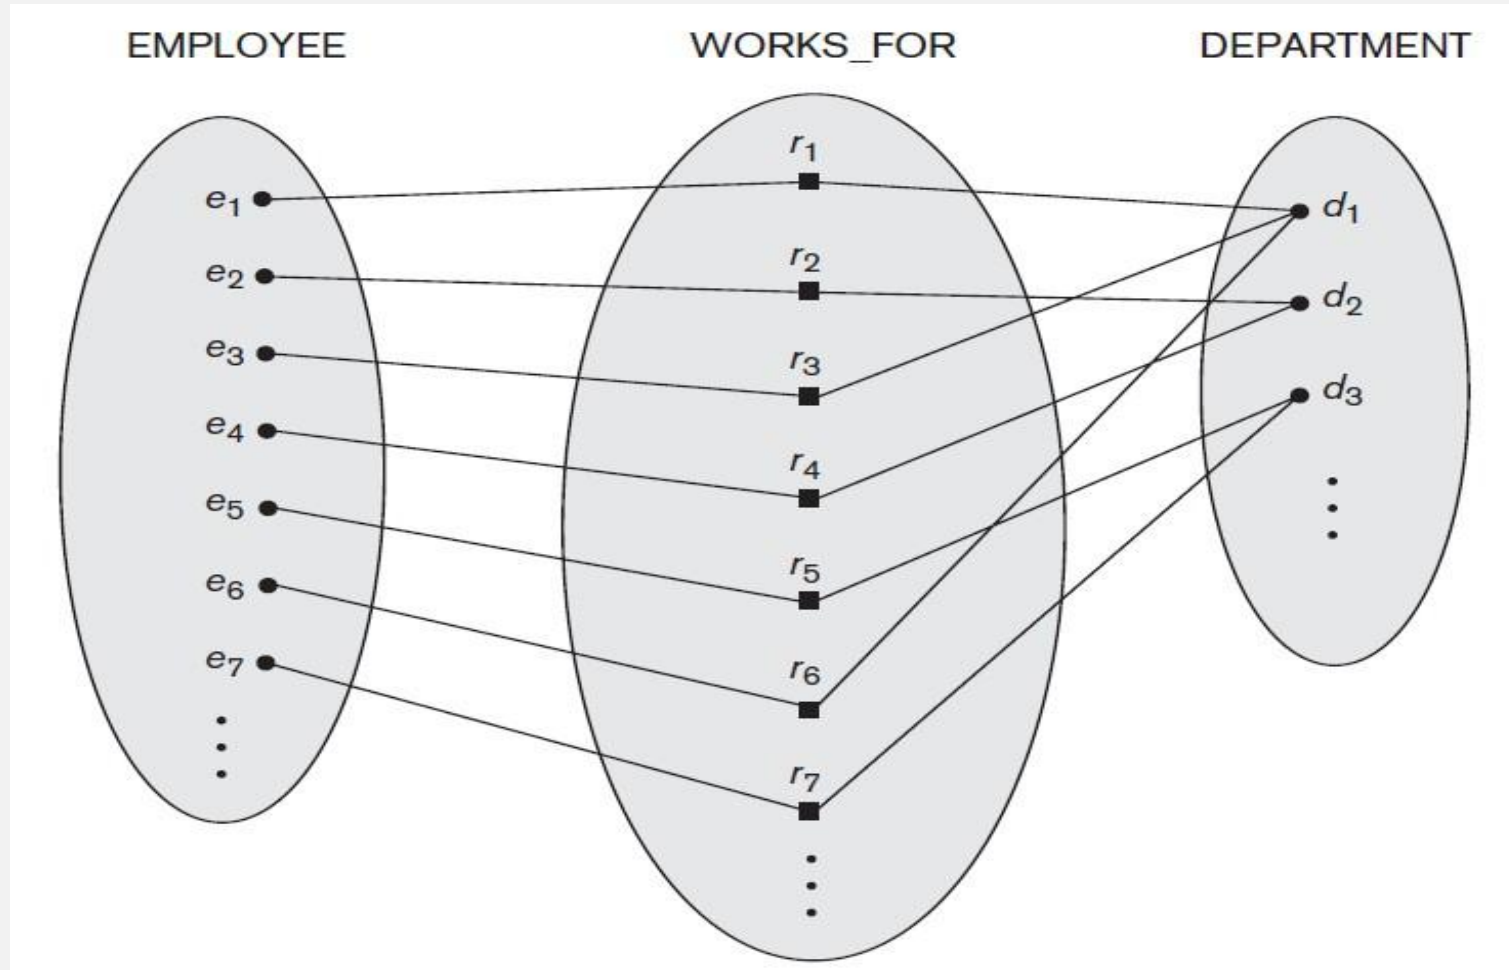 EMPLOYEE WORKS_FOR DEPARTMENT
r1
e1 d1
r2
e2 d2
e3 r3 d3
e4 r4
e5 r5
e6 r6
e7 r7